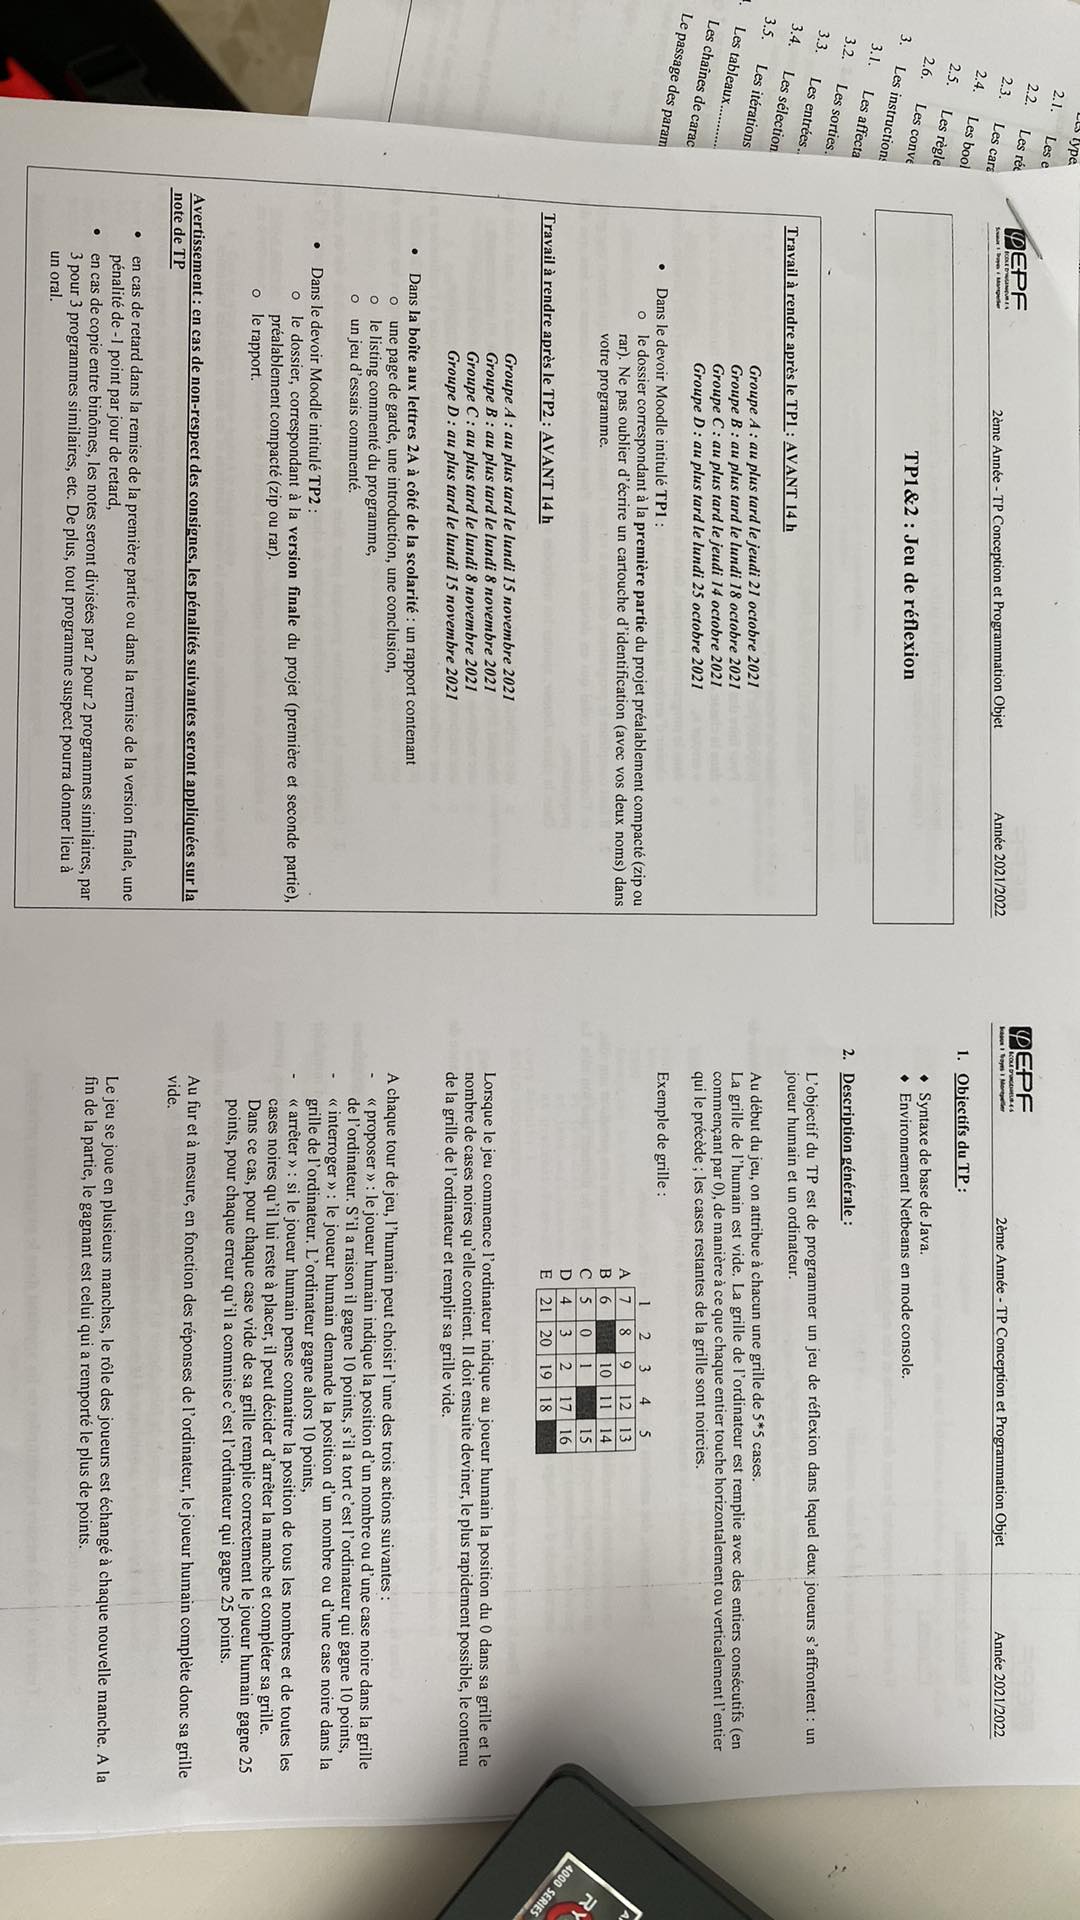 2.1. Les
2.2. Les
2.3. Les
2.4. Les
2.5. Les
2.6. Les
3. Les instructions
3.1. Les
3.2. Les sorties.
3.3. Les entrées..
3.4. Les
3.5. Les itérations
Les tableaux............
Les chaînes de
Le passage des
EPF
ÉCOLE D'INGÉNIEUR·E·S
Sceaux | Troyes | Montpellier
2ème Année - TP Conception et Programmation Objet
Année 2021/2022
TP1&2 : Jeu de réflexion
Travail à rendre après le TP1 : AVANT 14 h
Groupe A : au plus tard le jeudi 21 octobre 2021
Groupe B : au plus tard le lundi 18 octobre 2021
Groupe C : au plus tard le jeudi 14 octobre 2021
Groupe D : au plus tard le lundi 25 octobre 2021
• Dans le devoir Moodle intitulé TP1 :
o le dossier correspondant à la première partie du projet préalablement compacté (zip ou
rar). Ne pas oublier d'écrire un cartouche d'identification (avec vos deux noms) dans
votre programme.
Travail à rendre après le TP2 : AVANT 14 h
Groupe A : au plus tard le lundi 15 novembre 2021
Groupe B : au plus tard le lundi 8 novembre 2021
Groupe C : au plus tard le lundi 8 novembre 2021
Groupe D : au plus tard le lundi 15 novembre 2021
• Dans la boîte aux lettres 2A à côté de la scolarité : un rapport contenant
o une page de garde, une introduction, une conclusion,
o le listing commenté du programme,
o un jeu d'essais commenté.
• Dans le devoir Moodle intitulé TP2 :
o le dossier, correspondant à la version finale du projet (première et seconde partie),
préalablement compacté (zip ou rar).
o le rapport.
Avertissement : en cas de non-respect des consignes, les pénalités suivantes seront appliquées sur la
note de TP
• en cas de retard dans la remise de la première partie ou dans la remise de la version finale, une
pénalité de -1 point par jour de retard,
• en cas de copie entre binômes, les notes seront divisées par 2 pour 2 programmes similaires, par
3 pour 3 programmes similaires, etc. De plus, tout programme suspect pourra donner lieu à
un oral.
EPF
ÉCOLE D'INGÉNIEUR·E·S
Sceaux | Troyes | Montpellier
2ème Année - TP Conception et Programmation Objet
Année 2021/2022
1. Objectifs du TP :
♦ Syntaxe de base de Java.
♦ Environnement Netbeans en mode console.
2. Description générale :
L'objectif du TP est de programmer un jeu de réflexion dans lequel deux joueurs s'affrontent : un
joueur humain et un ordinateur.
Au début du jeu, on attribue à chacun une grille de 5*5 cases.
La grille de l'humain est vide. La grille de l'ordinateur est remplie avec des entiers consécutifs (en
commençant par 0), de manière à ce que chaque entier touche horizontalement ou verticalement l'entier
qui le précède ; les cases restantes de la grille sont noircies.
Exemple de grille :
1 2 3 4 5
A 7 8 9 12 13
B 6 10 11 14
C 5 0 1 15
D 4 3 2 17 16
E 21 20 19 18
Lorsque le jeu commence l'ordinateur indique au joueur humain la position du 0 dans sa grille et le
nombre de cases noires qu'elle contient. Il doit ensuite deviner, le plus rapidement possible, le contenu
de la grille de l'ordinateur et remplir sa grille vide.
A chaque tour de jeu, l'humain peut choisir l'une des trois actions suivantes :
- « proposer » : le joueur humain indique la position d'un nombre ou d'une case noire dans la grille
de l'ordinateur. S'il a raison il gagne 10 points, s'il a tort c'est l'ordinateur qui gagne 10 points,
- « interroger » : le joueur humain demande la position d'un nombre ou d'une case noire dans la
grille de l'ordinateur. L'ordinateur gagne alors 10 points,
- « arrêter » : si le joueur humain pense connaitre la position de tous les nombres et de toutes les
cases noires qu'il lui reste à placer, il peut décider d'arrêter la manche et compléter sa grille.
Dans ce cas, pour chaque case vide de sa grille remplie correctement le joueur humain gagne 25
points, pour chaque erreur qu'il a commise c'est l'ordinateur qui gagne 25 points.
Au fur et à mesure, en fonction des réponses de l'ordinateur, le joueur humain complète donc sa grille
vide.
Le jeu se joue en plusieurs manches, le rôle des joueurs est échangé à chaque nouvelle manche. A la
fin de la partie, le gagnant est celui qui a remporté le plus de points.
4000 SERIES